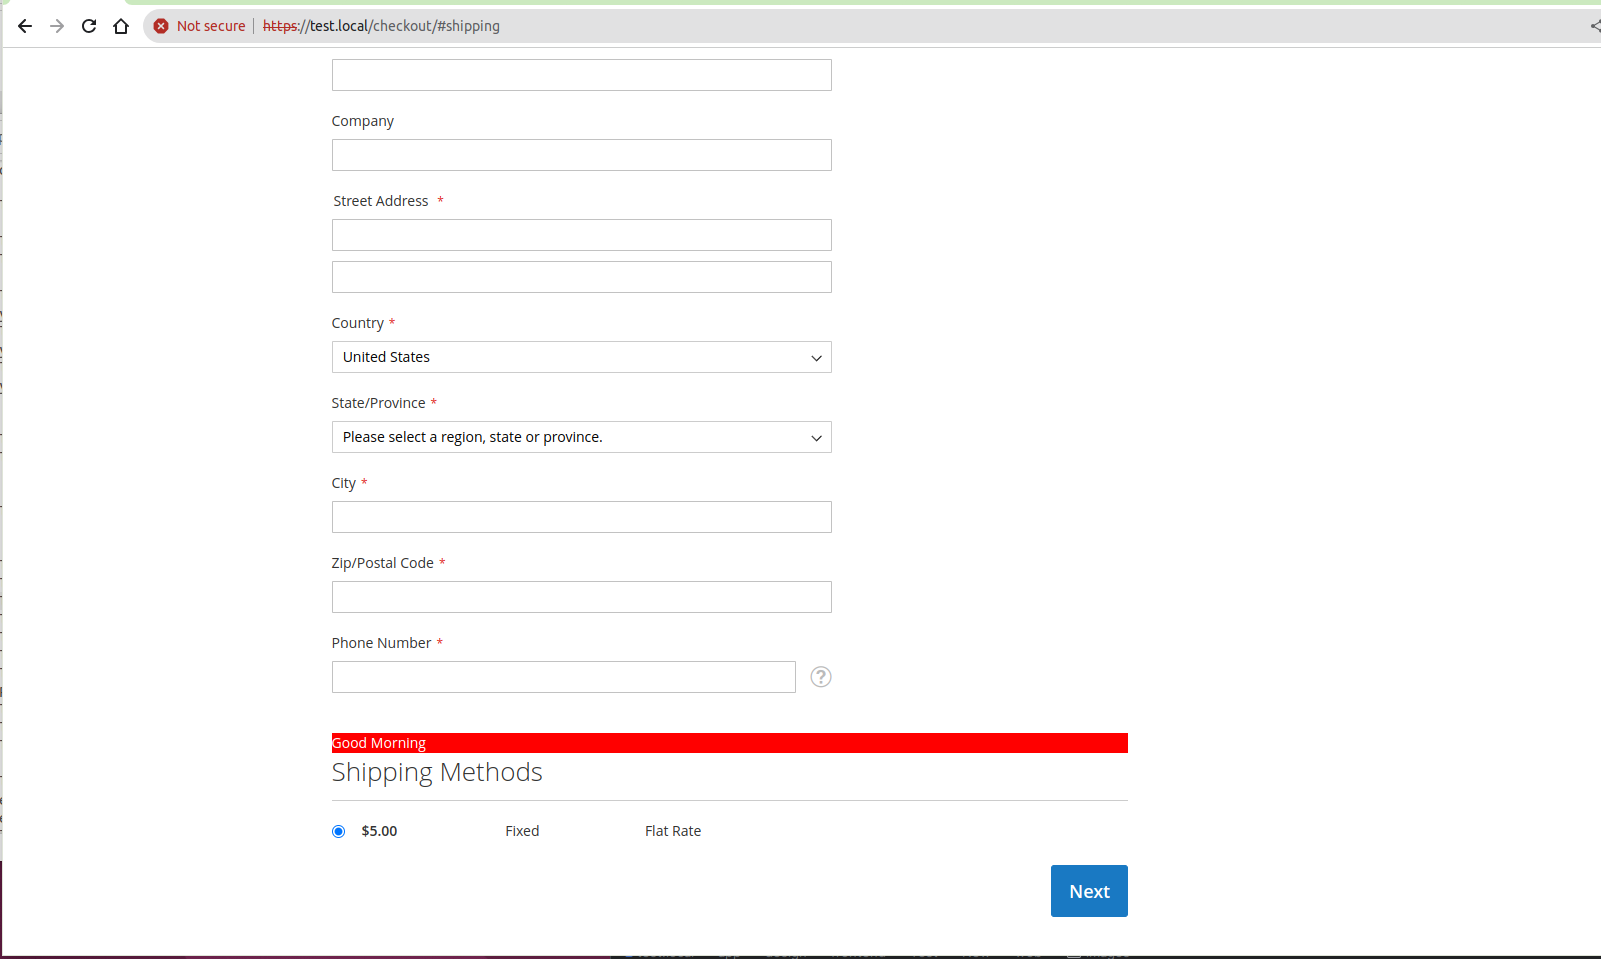 Not secure | https://test.local/checkout/#shipping
Company
Street Address *
Country *
United States
State/Province *
Please select a region, state or province.
City *
Zip/Postal Code *
Phone Number *
?
Good Morning
Shipping Methods
$5.00 Fixed Flat Rate
Next